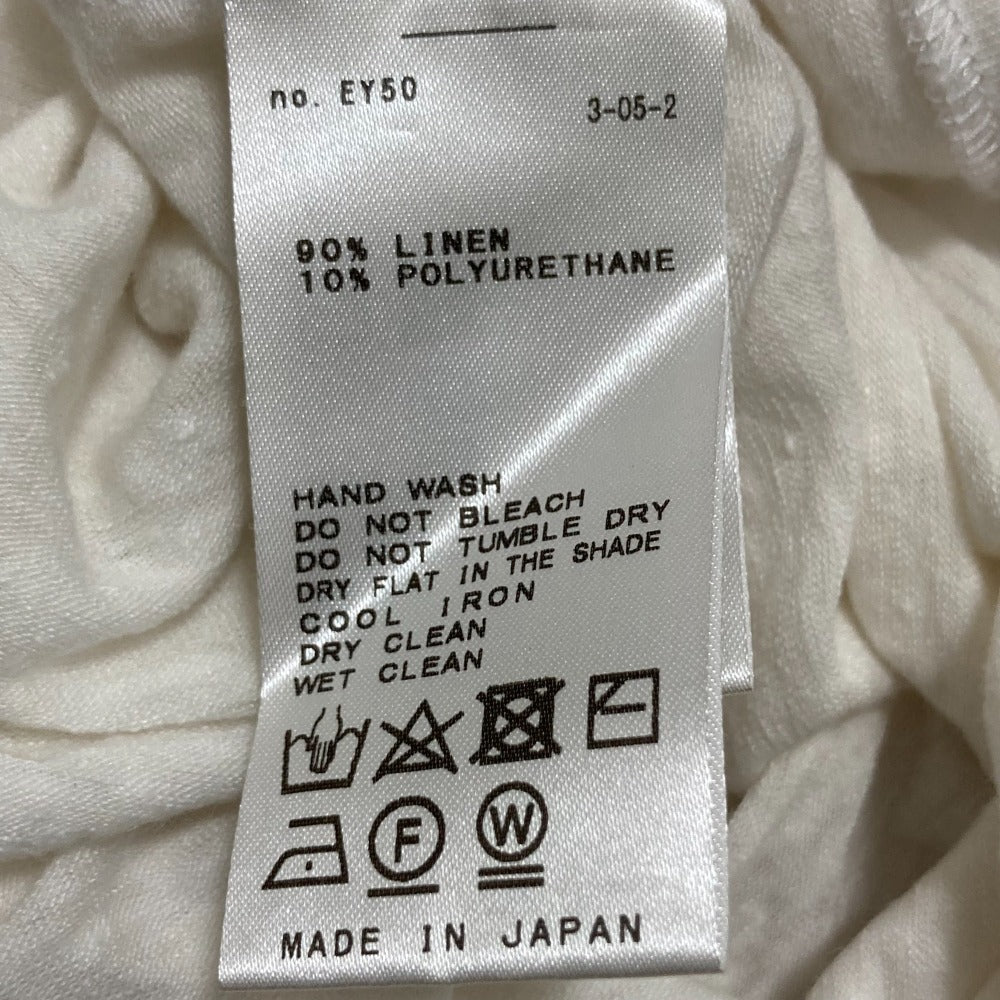 no. EY50
3-05-2
90% LINEN
10% POLYURETHANE
HAND WASH
DO NOT BLEACH
DO NOT TUMBLE DRY
DRY FLAT IN THE SHADE
COOL IRON
DRY CLEAN
WET CLEAN
F W
MADE IN JAPAN